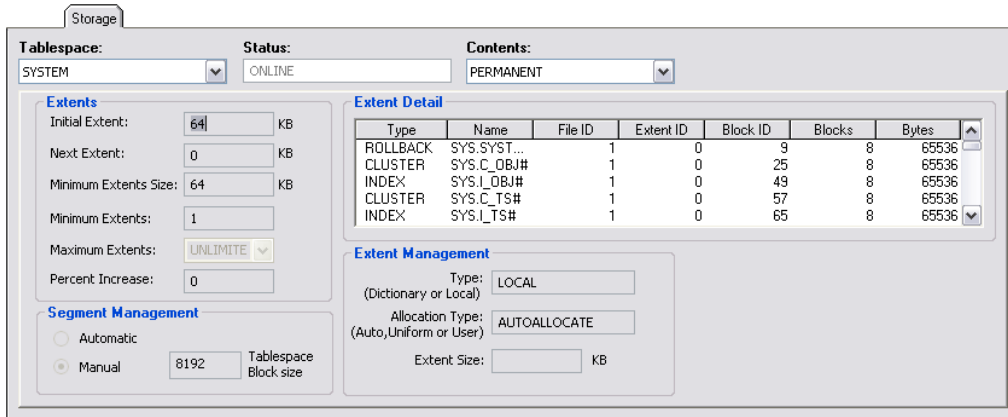 Storage
Tablespace: Status: Contents:
SYSTEM ONLINE PERMANENT
Extents
Initial Extent: 64 KB
Next Extent: 0 KB
Minimum Extents Size: 64 KB
Minimum Extents: 1
Maximum Extents: UNLIMITE
Percent Increase: 0
Segment Management
Automatic
Manual 8192 Tablespace
Block size
Extent Detail
Type Name File ID Extent ID Block ID Blocks Bytes
ROLLBACK SYS.SYST... 1 0 9 8 65536
CLUSTER SYS.C_OBJ# 1 0 25 8 65536
INDEX SYS.I_OBJ# 1 0 49 8 65536
CLUSTER SYS.C_TS# 1 0 57 8 65536
INDEX SYS.I_TS# 1 0 65 8 65536
Extent Management
Type: LOCAL
(Dictionary or Local)
Allocation Type: AUTOALLOCATE
(Auto,Uniform or User)
Extent Size: KB